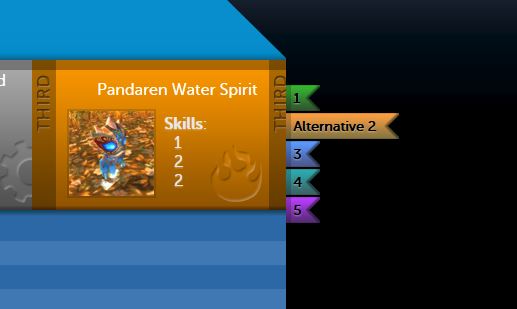 d
THIRD
Pandaren Water Spirit
Skills:
1
2
2
THIRD
1
Alternative 2
3
4
5